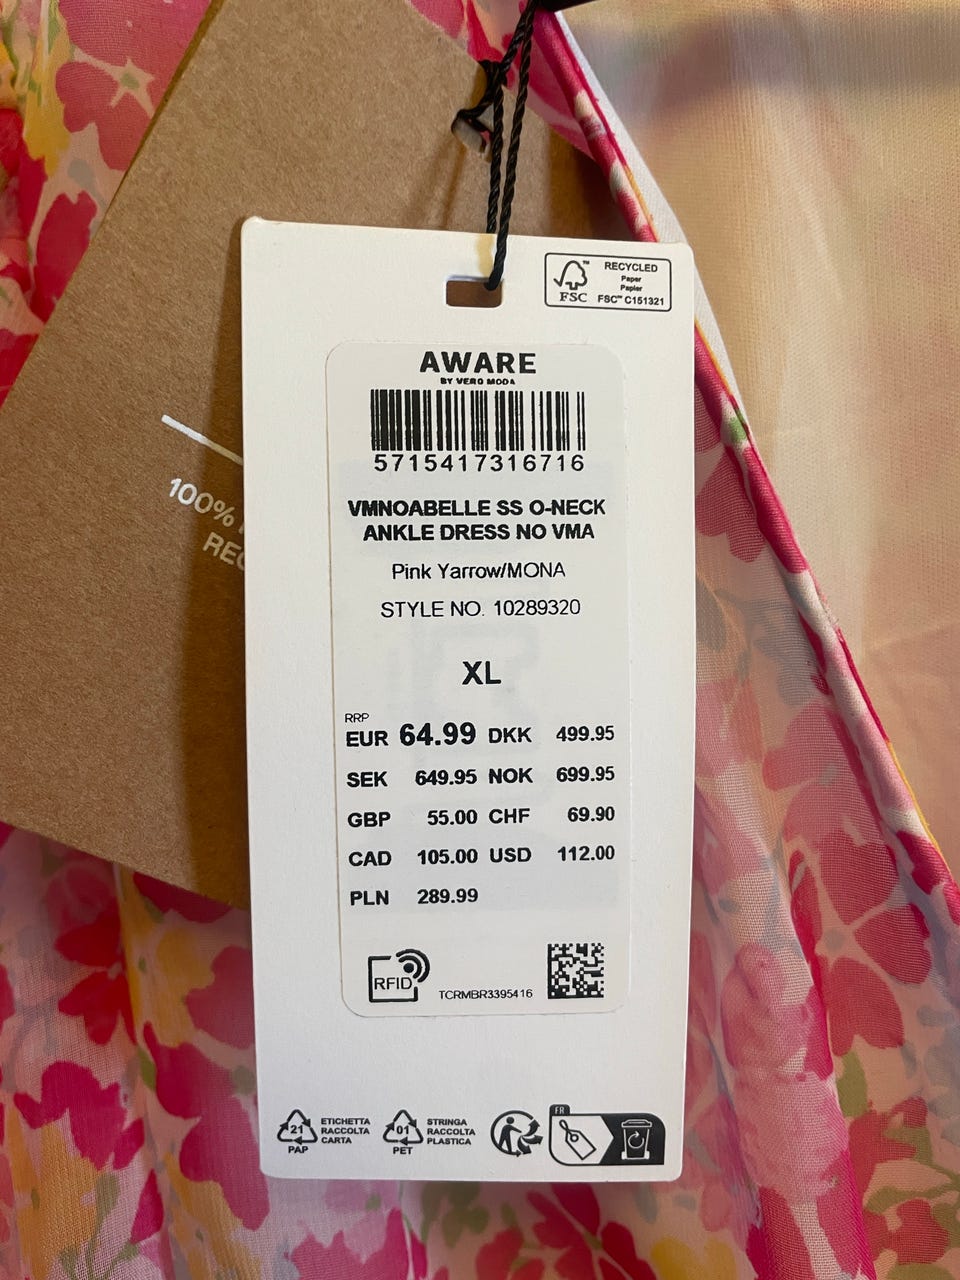 RECYCLED
Paper
Papier
FSC™ C151321
FSC
AWARE
BY VERO MODA
5715417316716
VMNOABELLE SS O-NECK
ANKLE DRESS NO VMA
Pink Yarrow/MONA
STYLE NO. 10289320
XL
RRP
EUR 64.99 DKK 499.95
SEK 649.95 NOK 699.95
GBP 55.00 CHF 69.90
CAD 105.00 USD 112.00
PLN 289.99
RFID
TCRMBR3395416
100%
21
PAP
ETICHETTA
RACCOLTA
CARTA
01
PET
STRINGA
RACCOLTA
PLASTICA
FR